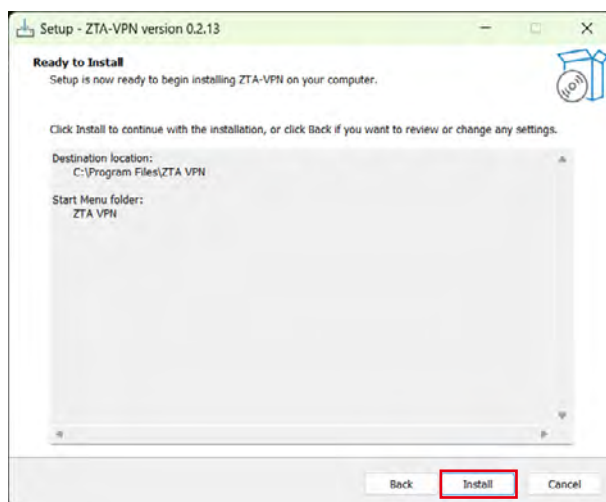 Setup - ZTA-VPN version 0.2.13
Ready to Install
Setup is now ready to begin installing ZTA-VPN on your computer.
Click Install to continue with the installation, or click Back if you want to review or change any settings.
Destination location:
C:\Program Files\ZTA VPN
Start Menu folder:
ZTA VPN
Back Install Cancel